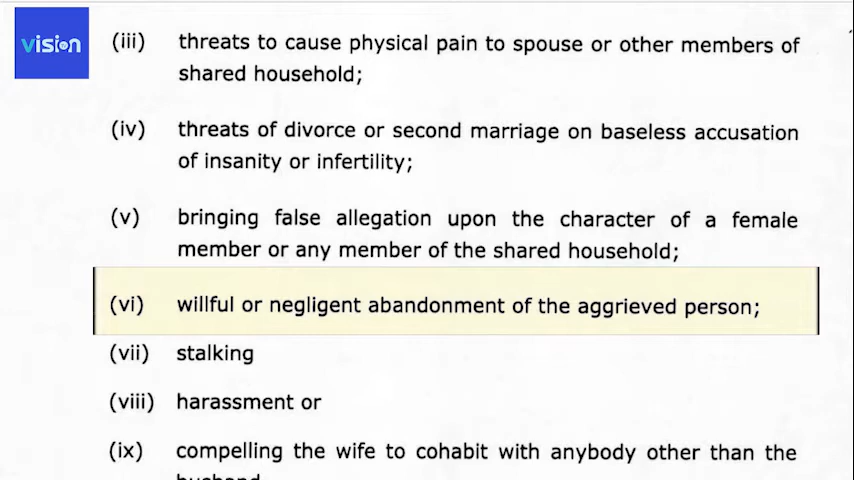 vision
(iii) threats to cause physical pain to spouse or other members of
shared household;
(iv) threats of divorce or second marriage on baseless accusation
of insanity or infertility;
(v) bringing false allegation upon the character of a female
member or any member of the shared household;
(vi) willful or negligent abandonment of the aggrieved person;
(vii) stalking
(viii) harassment or
(ix) compelling the wife to cohabit with anybody other than the
husband